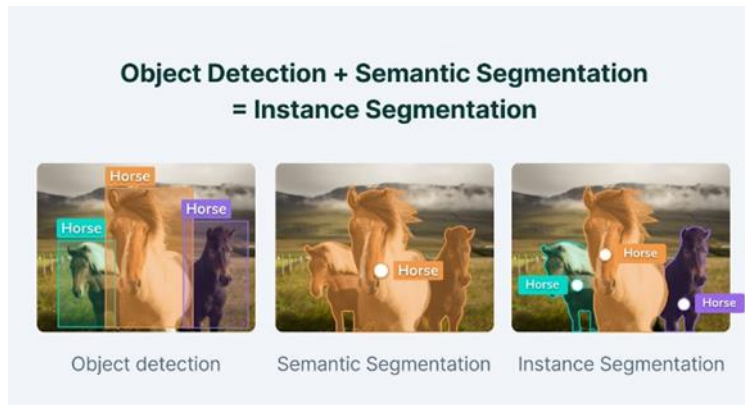 Object Detection + Semantic Segmentation
= Instance Segmentation
Horse
Horse
Horse
Horse
Horse
Horse
Horse
Object detection
Semantic Segmentation
Instance Segmentation